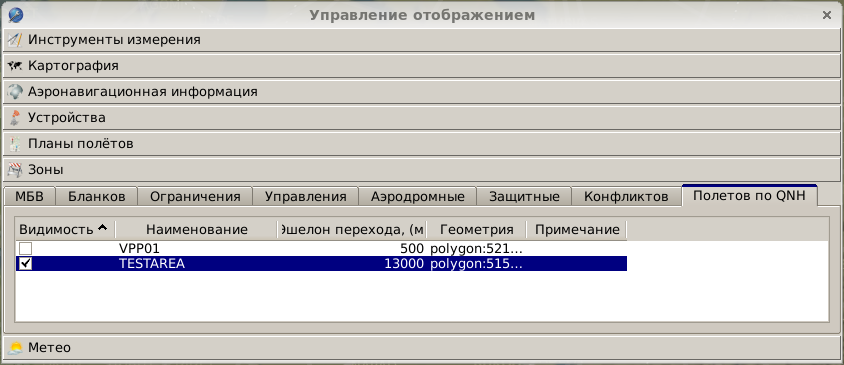 Управление отображением
Инструменты измерения
Картография
Аэронавигационная информация
Устройства
Планы полётов
Зоны
МБВ Бланков Ограничения Управления Аэродромные Защитные Конфликтов Полетов по QNH
Видимость Наименование Эшелон перехода, (м Геометрия Примечание
VPP01 500 polygon:521...
TESTAREA 13000 polygon:515...
Метео